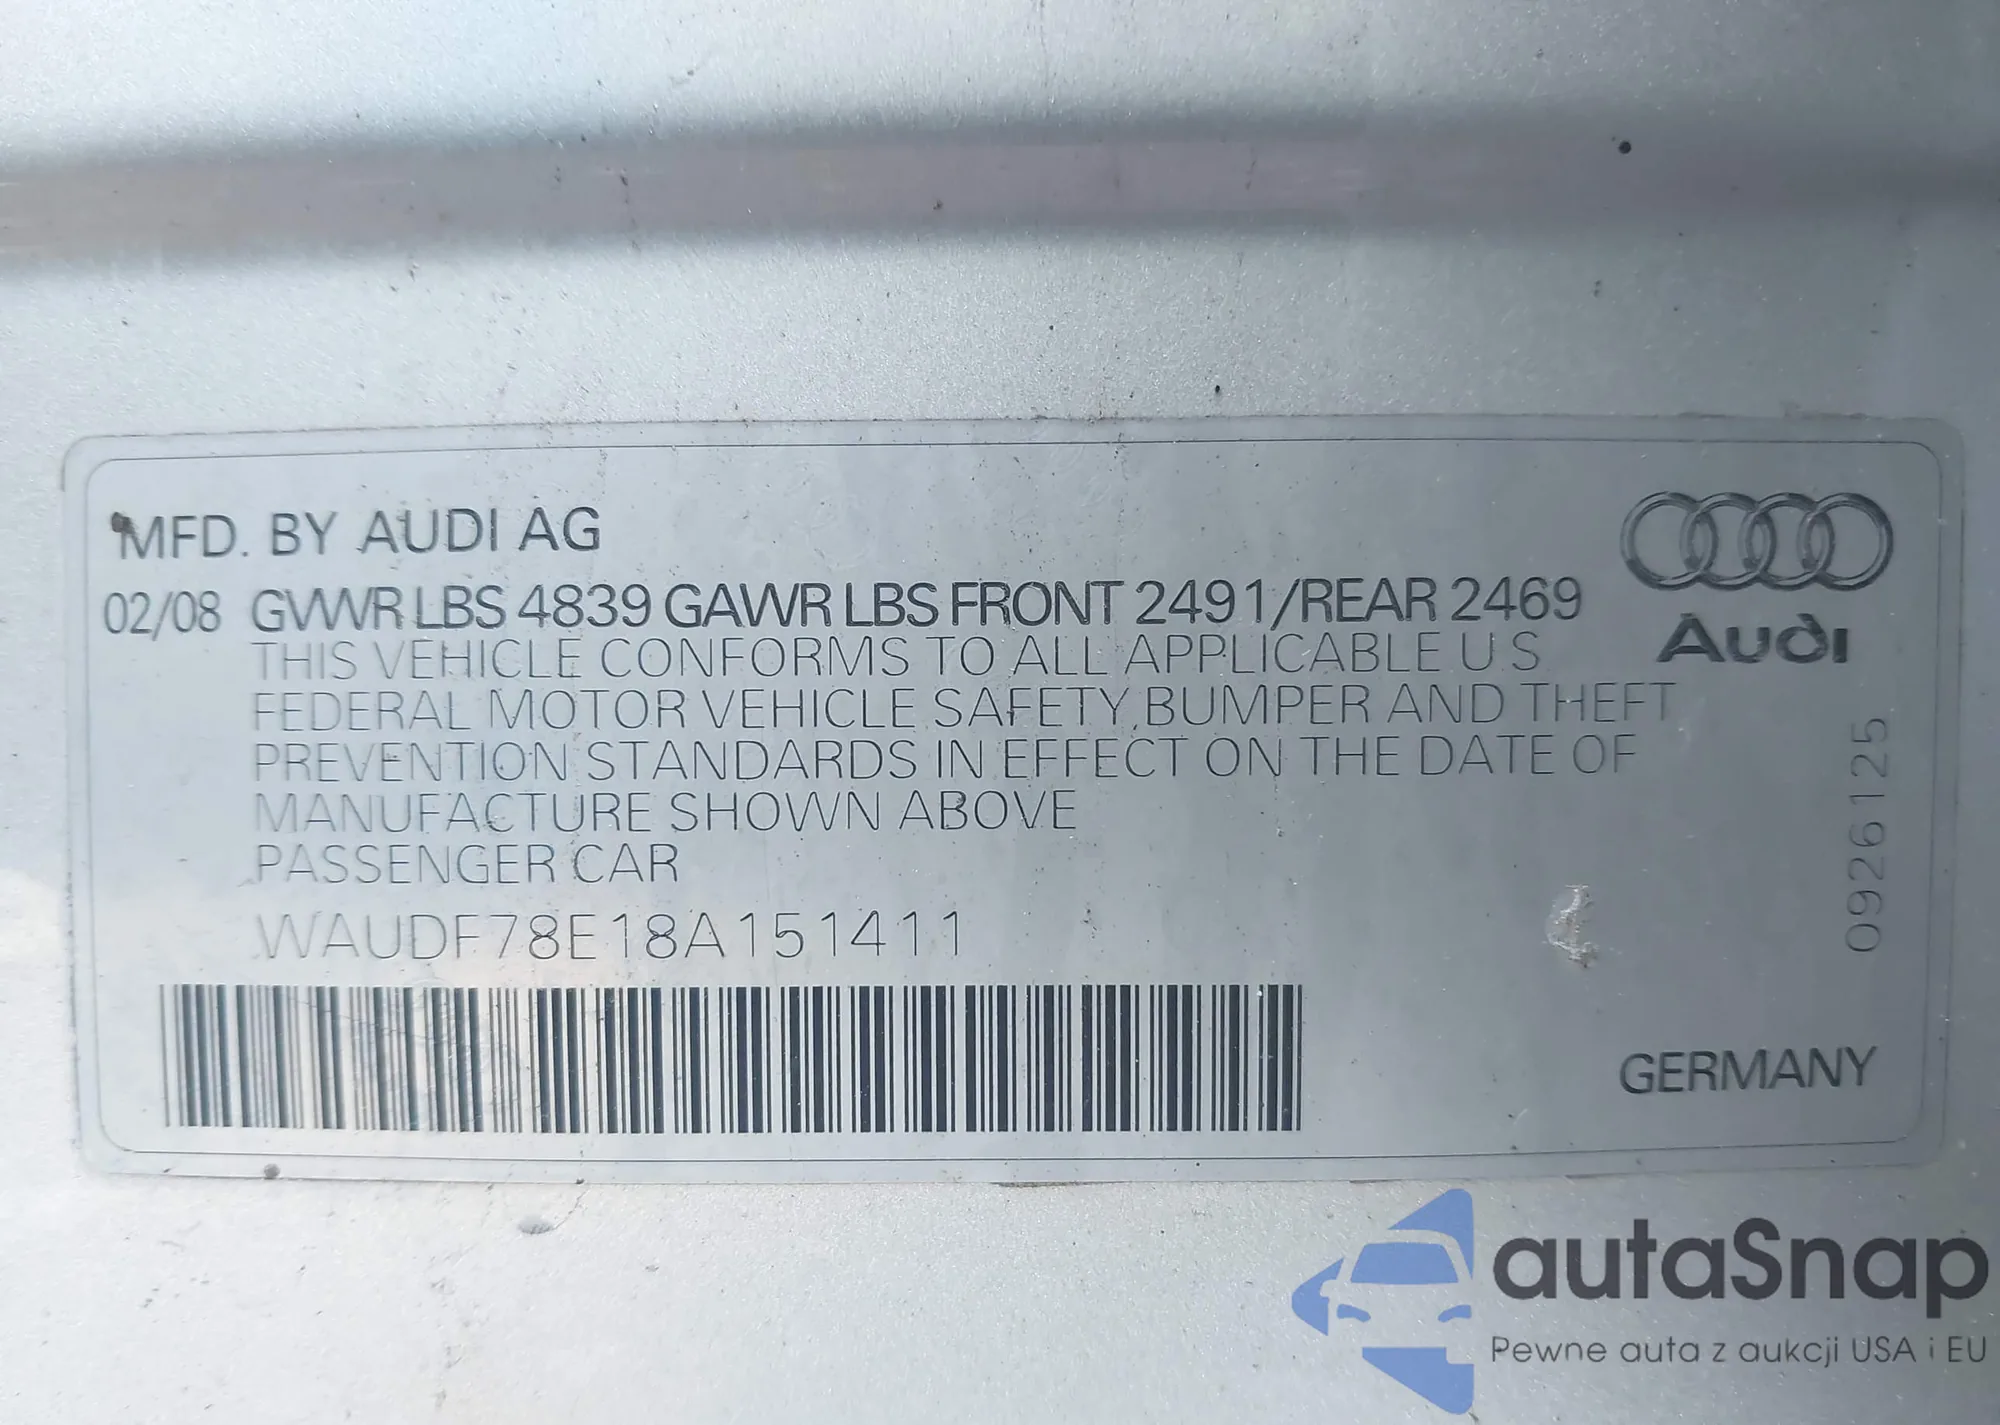 MFD. BY AUDI AG
02/08 GVWR LBS 4839 GAWR LBS FRONT 2491/REAR 2469
THIS VEHICLE CONFORMS TO ALL APPLICABLE U S
FEDERAL MOTOR VEHICLE SAFETY,BUMPER AND THEFT
PREVENTION STANDARDS IN EFFECT ON THE DATE OF
MANUFACTURE SHOWN ABOVE
PASSENGER CAR
WAUDF78E18A151411
Audi
0926125
GERMANY
autaSnap
Pewne auta z aukcji USA i EU